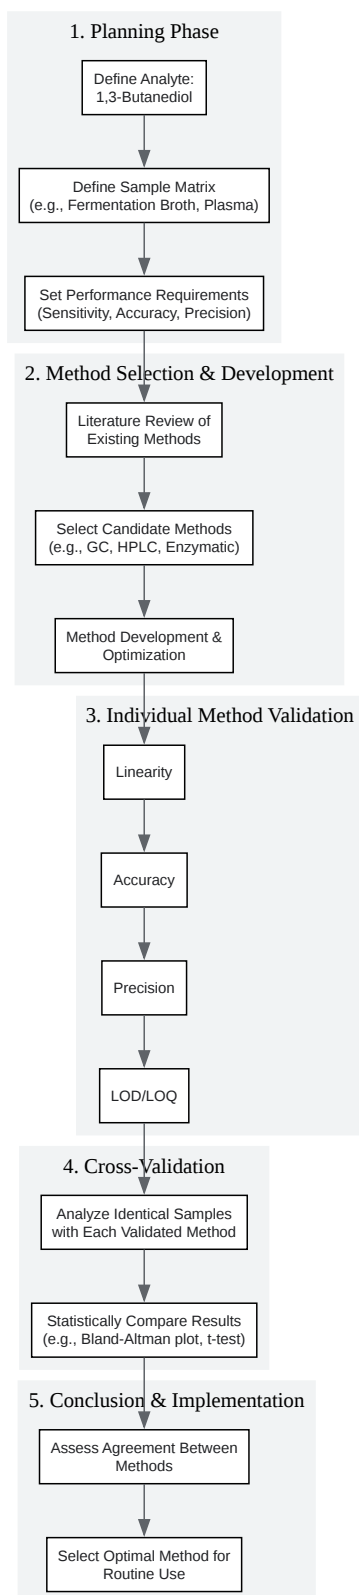 1. Planning Phase
Define Analyte:
1,3-Butanediol
Define Sample Matrix
(e.g., Fermentation Broth, Plasma)
Set Performance Requirements
(Sensitivity, Accuracy, Precision)
2. Method Selection & Development
Literature Review of
Existing Methods
Select Candidate Methods
(e.g., GC, HPLC, Enzymatic)
Method Development &
Optimization
3. Individual Method Validation
Linearity
Accuracy
Precision
LOD/LOQ
4. Cross-Validation
Analyze Identical Samples
with Each Validated Method
Statistically Compare Results
(e.g., Bland-Altman plot, t-test)
5. Conclusion & Implementation
Assess Agreement Between
Methods
Select Optimal Method for
Routine Use